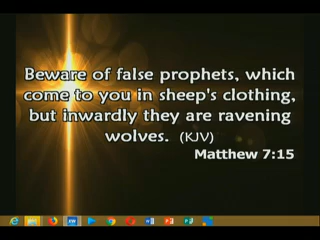 Beware of false prophets, which
come to you in sheep's clothing,
but inwardly they are ravening
wolves. (KJV)
Matthew 7:15